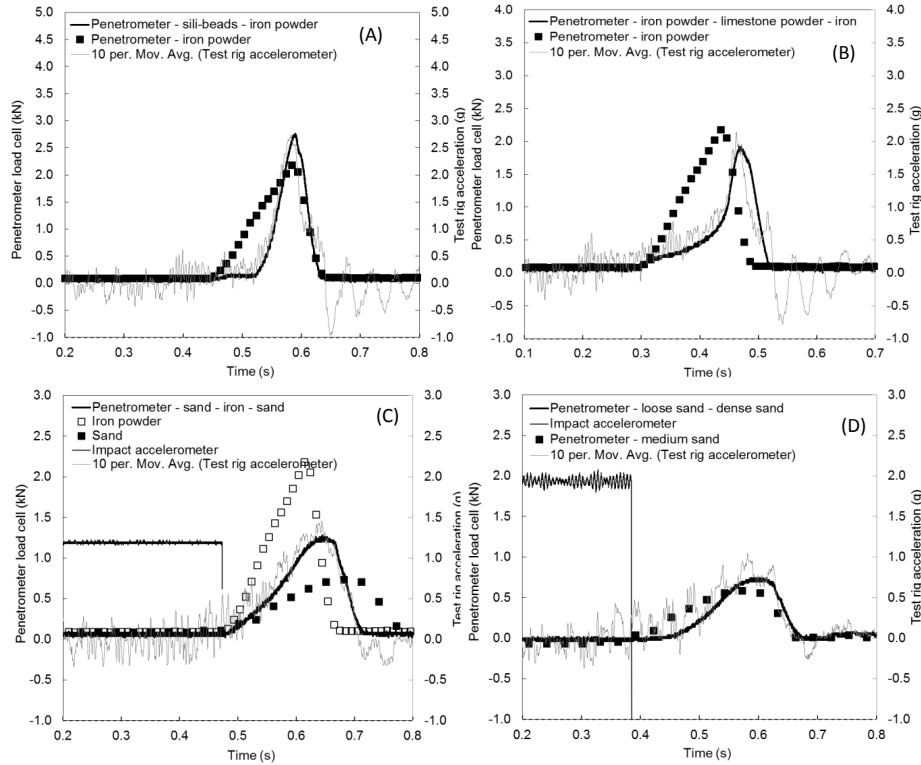 Penetrometer - sili-beads - iron powder
Penetrometer - iron powder
10 per. Mov. Avg. (Test rig accelerometer)
(A)
5.0
4.5
4.0
3.5
3.0
2.5
2.0
1.5
1.0
0.5
0.0
-0.5
-1.0
Penetrometer load cell (kN)
5.0
4.5
4.0
3.5
3.0
2.5
2.0
1.5
1.0
0.5
0.0
-0.5
-1.0
Test rig acceleration (g)
0.2 0.3 0.4 0.5 0.6 0.7 0.8
Time (s)
Penetrometer - iron powder - limestone powder - iron
Penetrometer - iron powder
10 per. Mov. Avg. (Test rig accelerometer)
(B)
4.0
3.5
3.0
2.5
2.0
1.5
1.0
0.5
0.0
-0.5
-1.0
Penetrometer load cell (kN)
4.0
3.5
3.0
2.5
2.0
1.5
1.0
0.5
0.0
-0.5
-1.0
Test rig acceleration (g)
0.1 0.2 0.3 0.4 0.5 0.6 0.7
Time (s)
Penetrometer - sand - iron - sand
Iron powder
Sand
Impact accelerometer
10 per. Mov. Avg. (Test rig accelerometer)
(C)
3.0
2.5
2.0
1.5
1.0
0.5
0.0
-0.5
-1.0
Penetrometer load cell (kN)
3.0
2.5
2.0
1.5
1.0
0.5
0.0
-0.5
-1.0
Test rig acceleration (g)
0.2 0.3 0.4 0.5 0.6 0.7 0.8
Time (s)
Penetrometer - loose sand - dense sand
Impact accelerometer
Penetrometer - medium sand
10 per. Mov. Avg. (Test rig accelerometer)
(D)
3.0
2.5
2.0
1.5
1.0
0.5
0.0
-0.5
-1.0
Penetrometer load cell (kN)
3.0
2.5
2.0
1.5
1.0
0.5
0.0
-0.5
-1.0
Test rig acceleration (g)
0.2 0.3 0.4 0.5 0.6 0.7 0.8
Time (s)